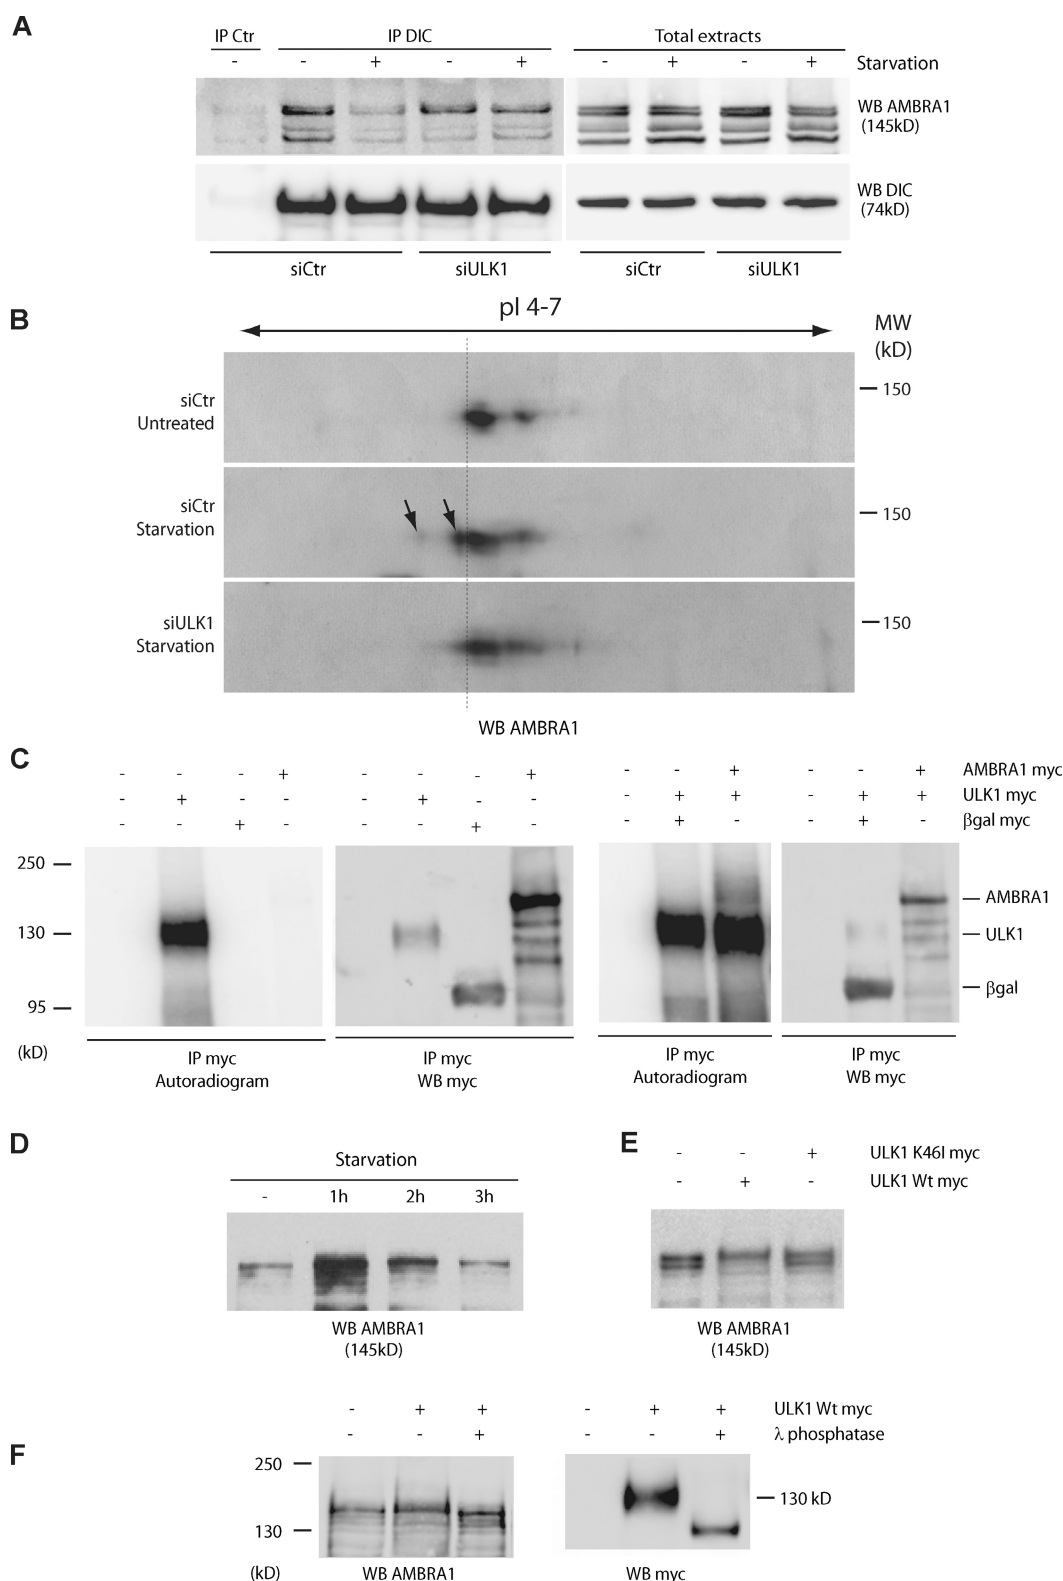 A
IP Ctr IP DIC Total extracts
- - + - + - + - + Starvation
WB AMBRA1
(145kD)
WB DIC
(74kD)
siCtr siULK1 siCtr siULK1
B
pI 4-7
MW
(kD)
siCtr
Untreated
150
siCtr
Starvation
150
siULK1
Starvation
150
WB AMBRA1
C
- - - + - - - + - - + - - + AMBRA1 myc
- + - - - + - - - + + - + + ULK1 myc
- - + - - - + - - + - - + - βgal myc
250
130
95
(kD)
AMBRA1
ULK1
βgal
IP myc
Autoradiogram
IP myc
WB myc
IP myc
Autoradiogram
IP myc
WB myc
D
Starvation
- 1h 2h 3h
WB AMBRA1
(145kD)
E
- - + ULK1 K46I myc
- + - ULK1 Wt myc
WB AMBRA1
(145kD)
F
- + + - + + ULK1 Wt myc
- - + - - + λ phosphatase
250
130
(kD)
130 kD
WB AMBRA1
WB myc